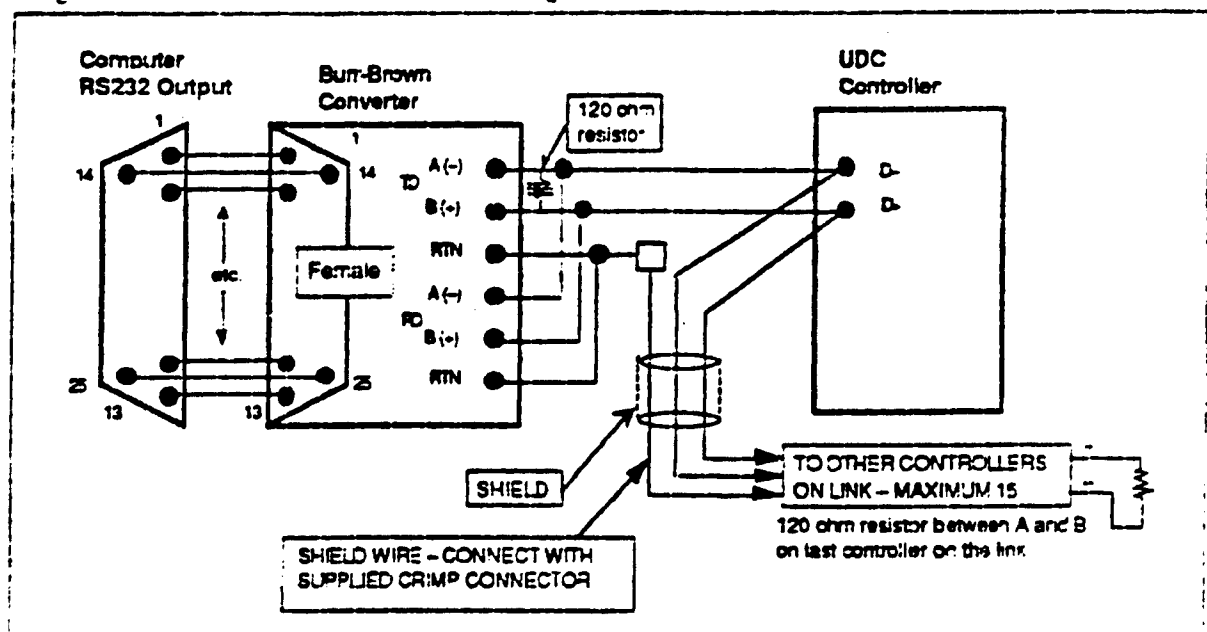 Computer
RS232 Output
Burr-Brown
Converter
UDC
Controller
120 ohm
resistor
1
14
25
13
etc.
1
14
25
13
Female
TD
A (-)
B (+)
RTN
RD
A (-)
B (+)
RTN
D-
SHIELD
SHIELD WIRE – CONNECT WITH
SUPPLIED CRIMP CONNECTOR
TO OTHER CONTROLLERS
ON LINK – MAXIMUM 15
120 ohm resistor between A and B
on last controller on the link